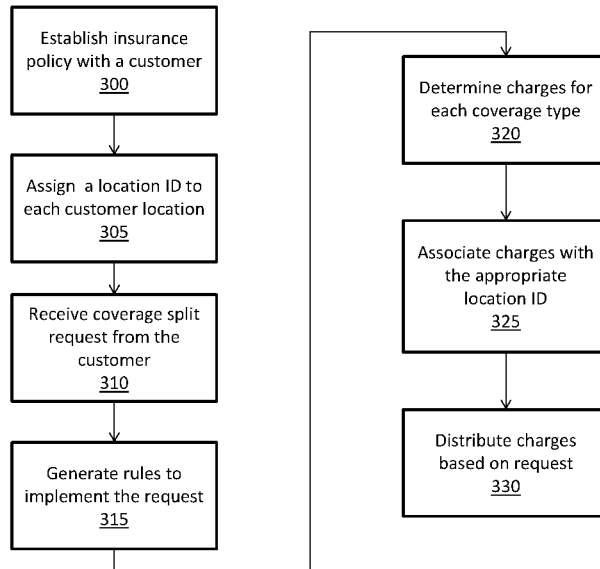 Establish insurance
policy with a customer
300
Assign a location ID to
each customer location
305
Receive coverage split
request from the
customer
310
Generate rules to
implement the request
315
Determine charges for
each coverage type
320
Associate charges with
the appropriate
location ID
325
Distribute charges
based on request
330